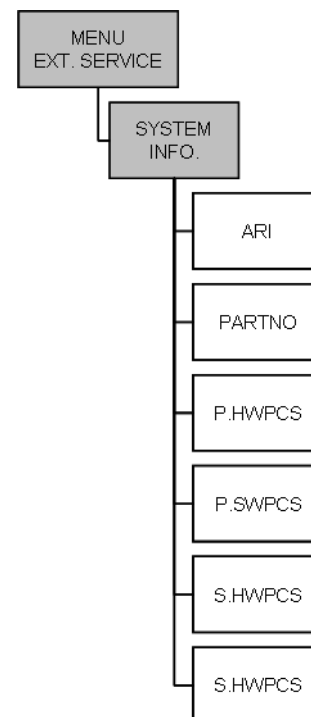 MENU
EXT. SERVICE
SYSTEM
INFO.
ARI
PARTNO
P.HWPCS
P.SWPCS
S.HWPCS
S.HWPCS